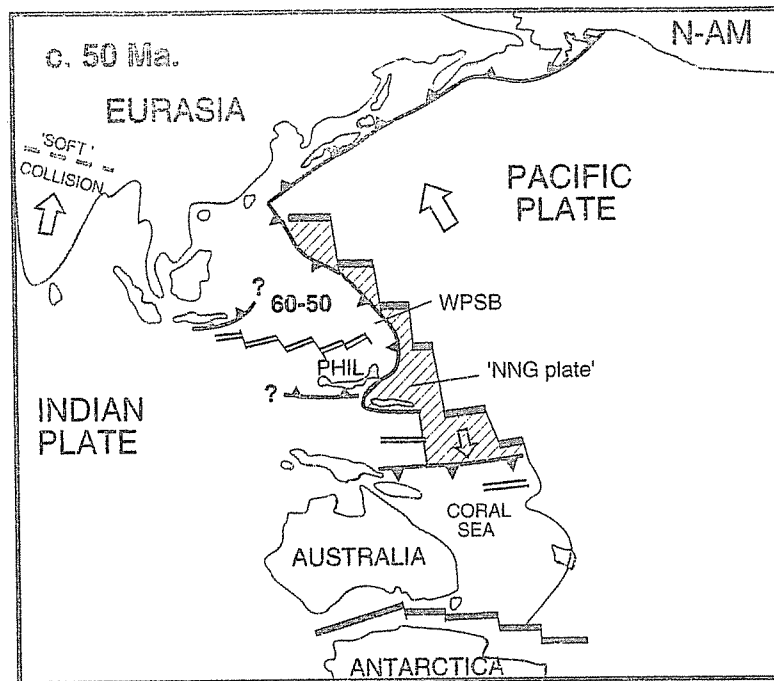 c. 50 Ma.
N-AM
EURASIA
'SOFT'
COLLISION
PACIFIC
PLATE
?
60-50
WPSB
PHIL
'NNG plate'
?
INDIAN
PLATE
CORAL
SEA
AUSTRALIA
ANTARCTICA